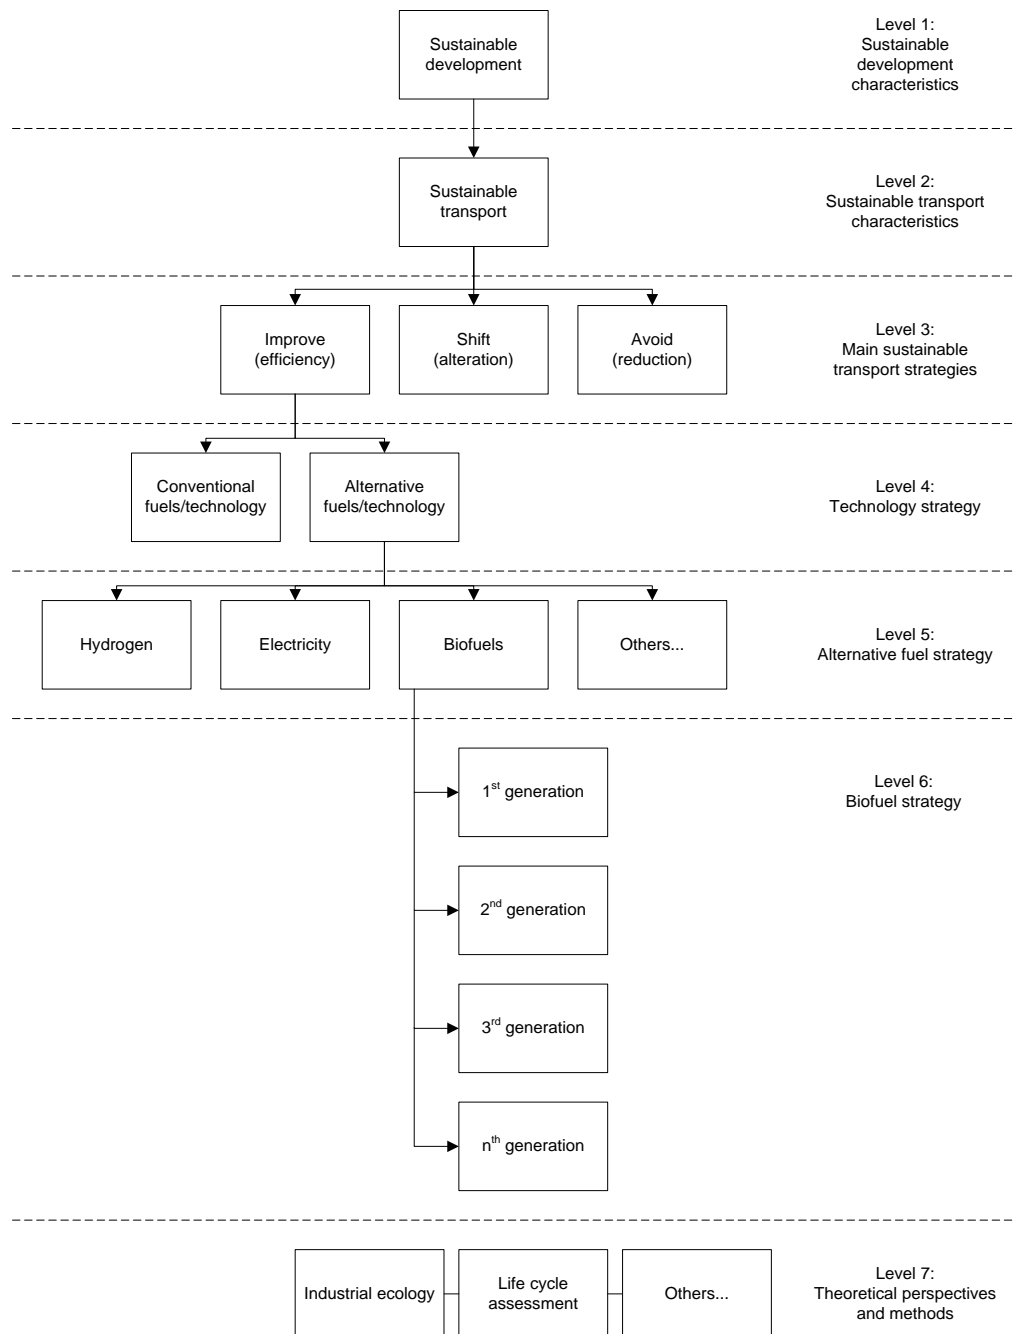 Sustainable
development
Level 1:
Sustainable
development
characteristics
Sustainable
transport
Level 2:
Sustainable transport
characteristics
Improve
(efficiency)
Shift
(alteration)
Avoid
(reduction)
Level 3:
Main sustainable
transport strategies
Conventional
fuels/technology
Alternative
fuels/technology
Level 4:
Technology strategy
Hydrogen
Electricity
Biofuels
Others...
Level 5:
Alternative fuel strategy
Level 6:
Biofuel strategy
1st generation
2nd generation
3rd generation
nth generation
Industrial ecology
Life cycle
assessment
Others...
Level 7:
Theoretical perspectives
and methods